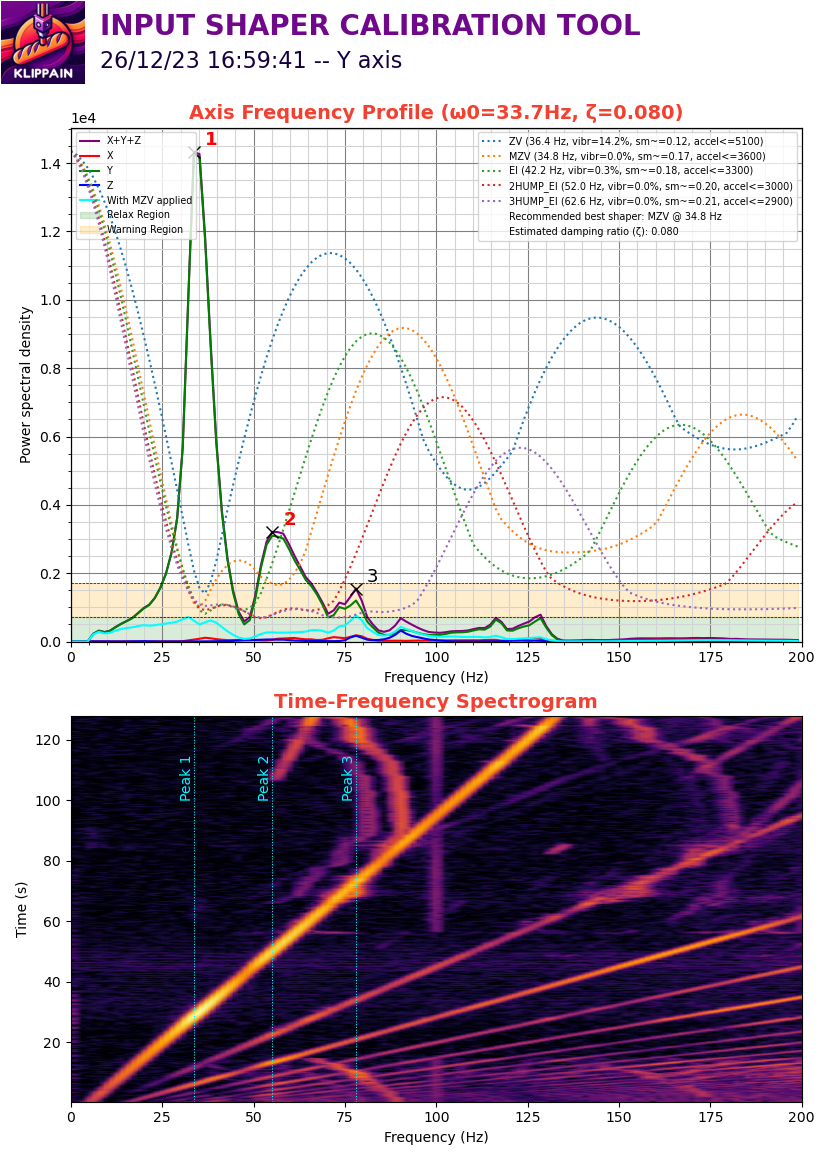 INPUT SHAPER CALIBRATION TOOL
26/12/23 16:59:41 -- Y axis
KLIPPAIN
Axis Frequency Profile (ω0=33.7Hz, ζ=0.080)
1e4
X+Y+Z
X
Y
Z
With MZV applied
Relax Region
Warning Region
ZV (36.4 Hz, vibr=14.2%, sm~=0.12, accel<=5100)
MZV (34.8 Hz, vibr=0.0%, sm~=0.17, accel<=3600)
EI (42.2 Hz, vibr=0.3%, sm~=0.18, accel<=3300)
2HUMP_EI (52.0 Hz, vibr=0.0%, sm~=0.20, accel<=3000)
3HUMP_EI (62.6 Hz, vibr=0.0%, sm~=0.21, accel<=2900)
Recommended best shaper: MZV @ 34.8 Hz
Estimated damping ratio (ζ): 0.080
1
2
3
1.4
1.2
1.0
0.8
0.6
0.4
0.2
0.0
Power spectral density
0 25 50 75 100 125 150 175 200
Frequency (Hz)
Time-Frequency Spectrogram
Peak 1
Peak 2
Peak 3
120
100
80
60
40
20
Time (s)
0 25 50 75 100 125 150 175 200
Frequency (Hz)